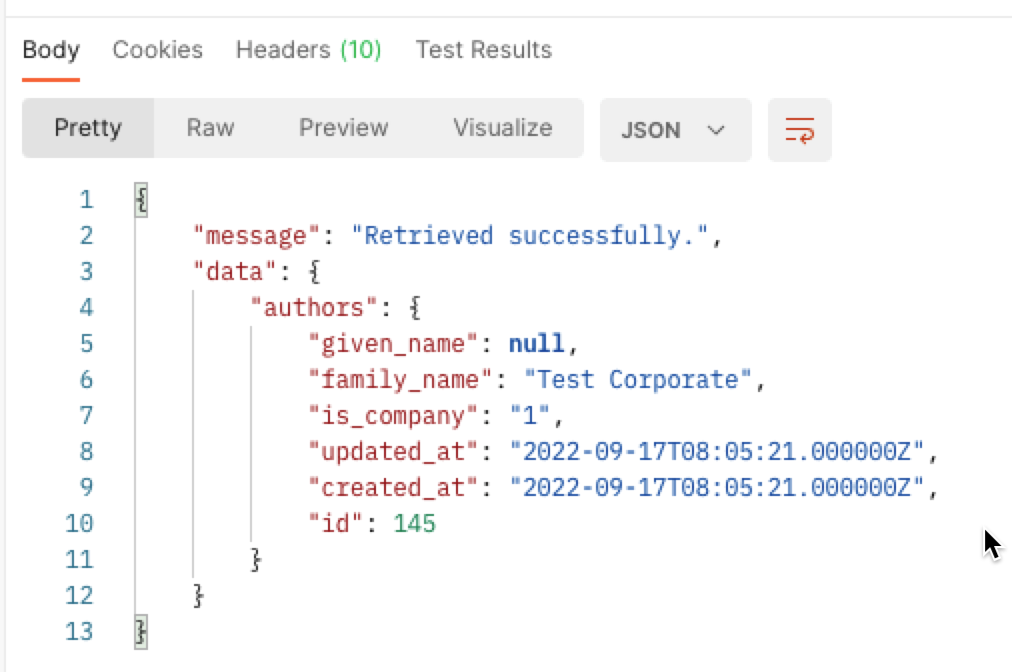 Body Cookies Headers (10) Test Results
Pretty Raw Preview Visualize JSON
1 {
2 "message": "Retrieved successfully.",
3 "data": {
4 "authors": {
5 "given_name": null,
6 "family_name": "Test Corporate",
7 "is_company": "1",
8 "updated_at": "2022-09-17T08:05:21.000000Z",
9 "created_at": "2022-09-17T08:05:21.000000Z",
10 "id": 145
11 }
12 }
13 }